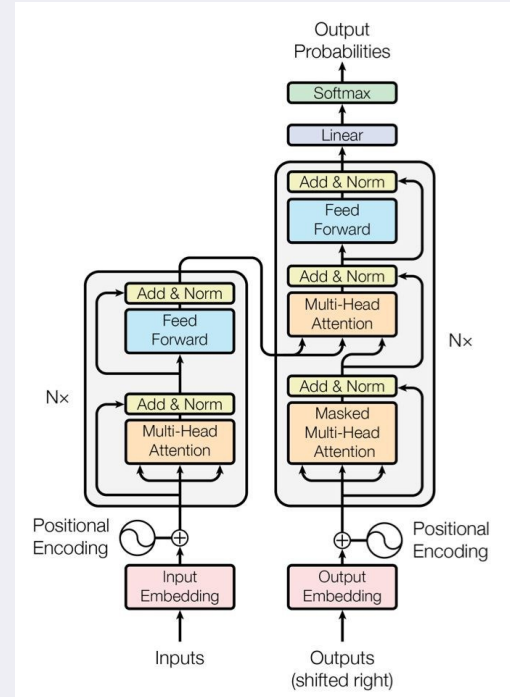 Output
Probabilities
Softmax
Linear
Add & Norm
Feed
Forward
Add & Norm
Multi-Head
Attention
Add & Norm
Masked
Multi-Head
Attention
Nx
Add & Norm
Feed
Forward
Add & Norm
Multi-Head
Attention
Nx
Positional
Encoding
Positional
Encoding
Input
Embedding
Output
Embedding
Inputs
Outputs
(shifted right)